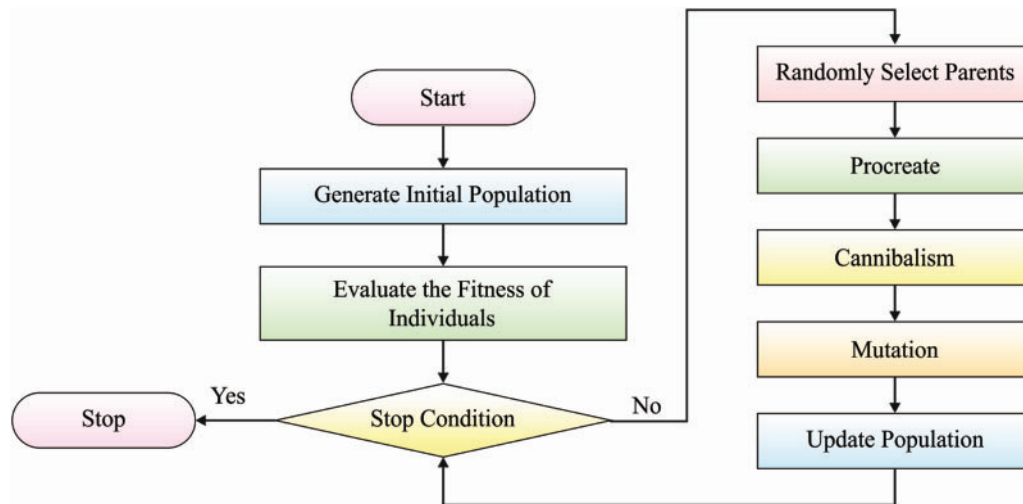 Start
Generate Initial Population
Evaluate the Fitness of
Individuals
Stop Condition
Yes
Stop
No
Randomly Select Parents
Procreate
Cannibalism
Mutation
Update Population